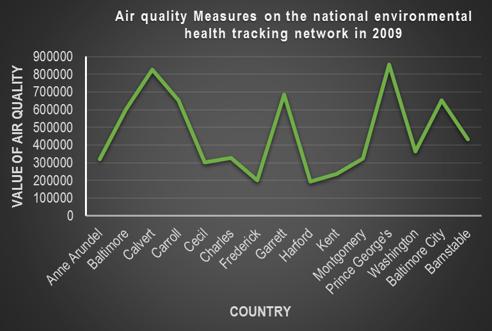 Air quality Measures on the national environmental
health tracking network in 2009
VALUE OF AIR QUALITY
900000
800000
700000
600000
500000
400000
300000
200000
100000
0
Anne Arundel
Baltimore
Calvert
Carroll
Cecil
Charles
Frederick
Garrett
Harford
Kent
Montgomery
Prince George's
Washington
Baltimore City
Barnstable
COUNTRY